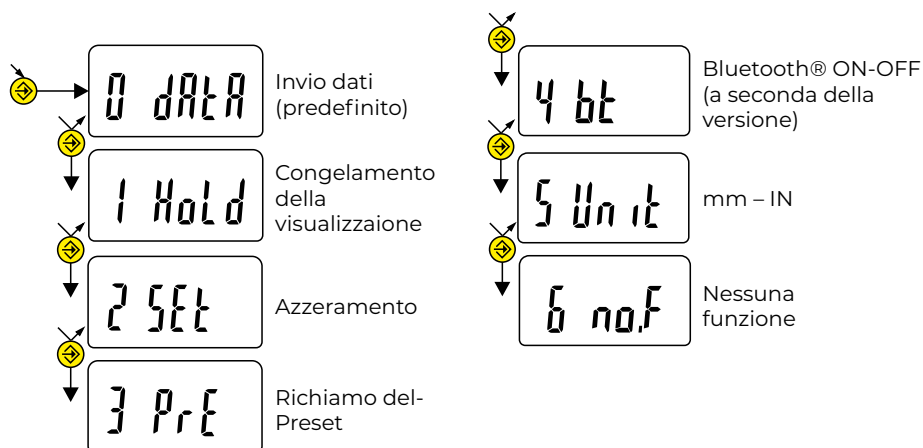 0 dAtA
Invio dati
(predefinito)
1 HoLd
Congelamento
della
visualizzaione
2 SEt
Azzeramento
3 PrE
Richiamo del-
Preset
4 bt
Bluetooth® ON-OFF
(a seconda della
versione)
5 Unit
mm – IN
6 no.F
Nessuna
funzione